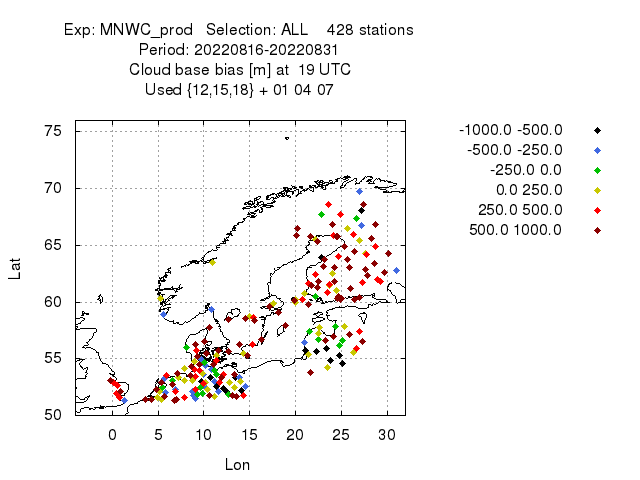 Exp: MNWC_prod   Selection: ALL    428 stations
Period: 20220816-20220831
Cloud base bias [m] at  19 UTC
Used {12,15,18} + 01 04 07
-1000.0 -500.0
-500.0 -250.0
-250.0 0.0
0.0 250.0
250.0 500.0
500.0 1000.0
75
70
65
60
55
50
Lat
0 5 10 15 20 25 30
Lon